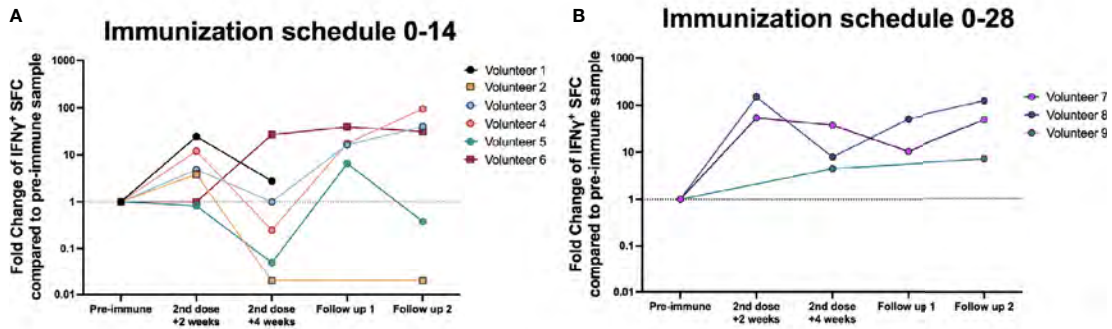 A
Immunization schedule 0-14
Fold Change of IFNγ⁺ SFC
compared to pre-immune sample
1000
100
10
1
0.1
0.01
Pre-immune
2nd dose
+2 weeks
2nd dose
+4 weeks
Follow up 1
Follow up 2
Volunteer 1
Volunteer 2
Volunteer 3
Volunteer 4
Volunteer 5
Volunteer 6
B
Immunization schedule 0-28
Fold Change of IFNγ⁺ SFC
compared to pre-immune sample
1000
100
10
1
0.1
0.01
Pre-immune
2nd dose
+2 weeks
2nd dose
+4 weeks
Follow up 1
Follow up 2
Volunteer 7
Volunteer 8
Volunteer 9